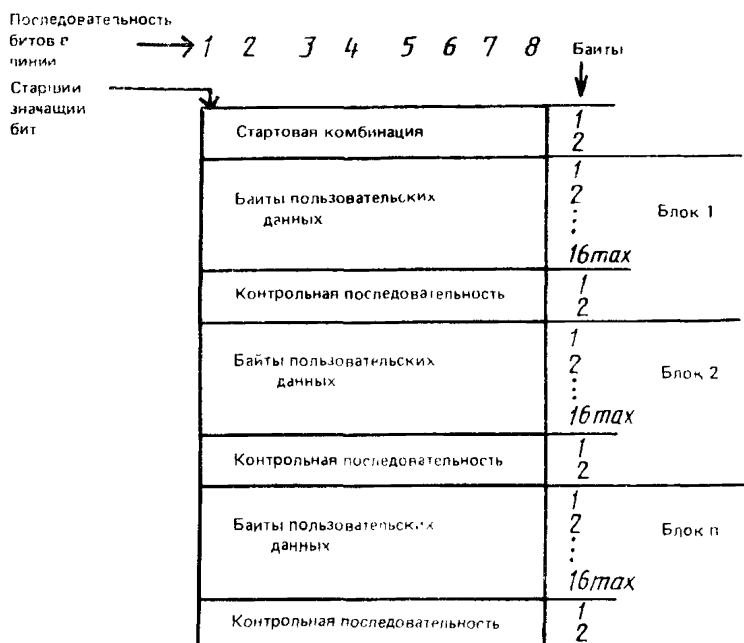 Последовательность
битов в
линии
1 2 3 4 5 6 7 8
Байты
Старший
значащий
бит
Стартовая комбинация
1
2
Байты пользовательских
данных
1
2
⋮
16max
Блок 1
Контрольная последовательность
1
2
Байты пользовательских
данных
1
2
⋮
16max
Блок 2
Контрольная последовательность
1
2
Байты пользовательских
данных
1
2
⋮
16max
Блок n
Контрольная последовательность
1
2